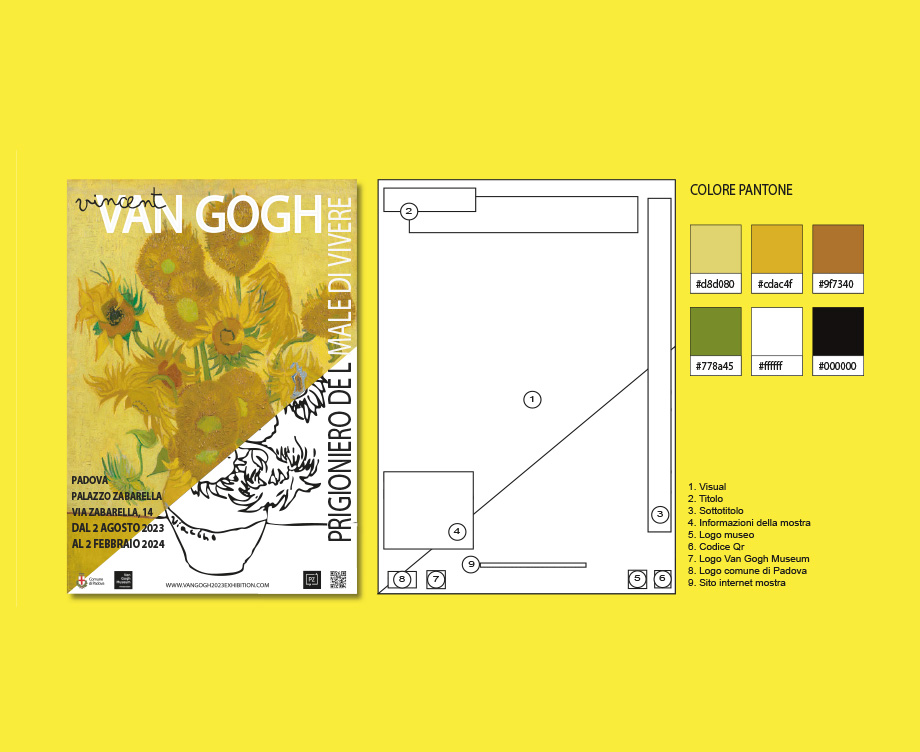 vincent
VAN GOGH
PRIGIONIERO DEL MALE DI VIVERE
PADOVA
PALAZZO ZABARELLA
VIA ZABARELLA, 14
DAL 2 AGOSTO 2023
AL 2 FEBBRAIO 2024
Vincent
Comune
di Padova
Van
Gogh
Museum
WWW.VANGOGH2023EXHIBITION.COM
PZ
2
1
3
4
9
8
7
5
6
COLORE PANTONE
#d8d080
#cdac4f
#9f7340
#778a45
#ffffff
#000000
1. Visual
2. Titolo
3. Sottotitolo
4. Informazioni della mostra
5. Logo museo
6. Codice Qr
7. Logo Van Gogh Museum
8. Logo comune di Padova
9. Sito internet mostra